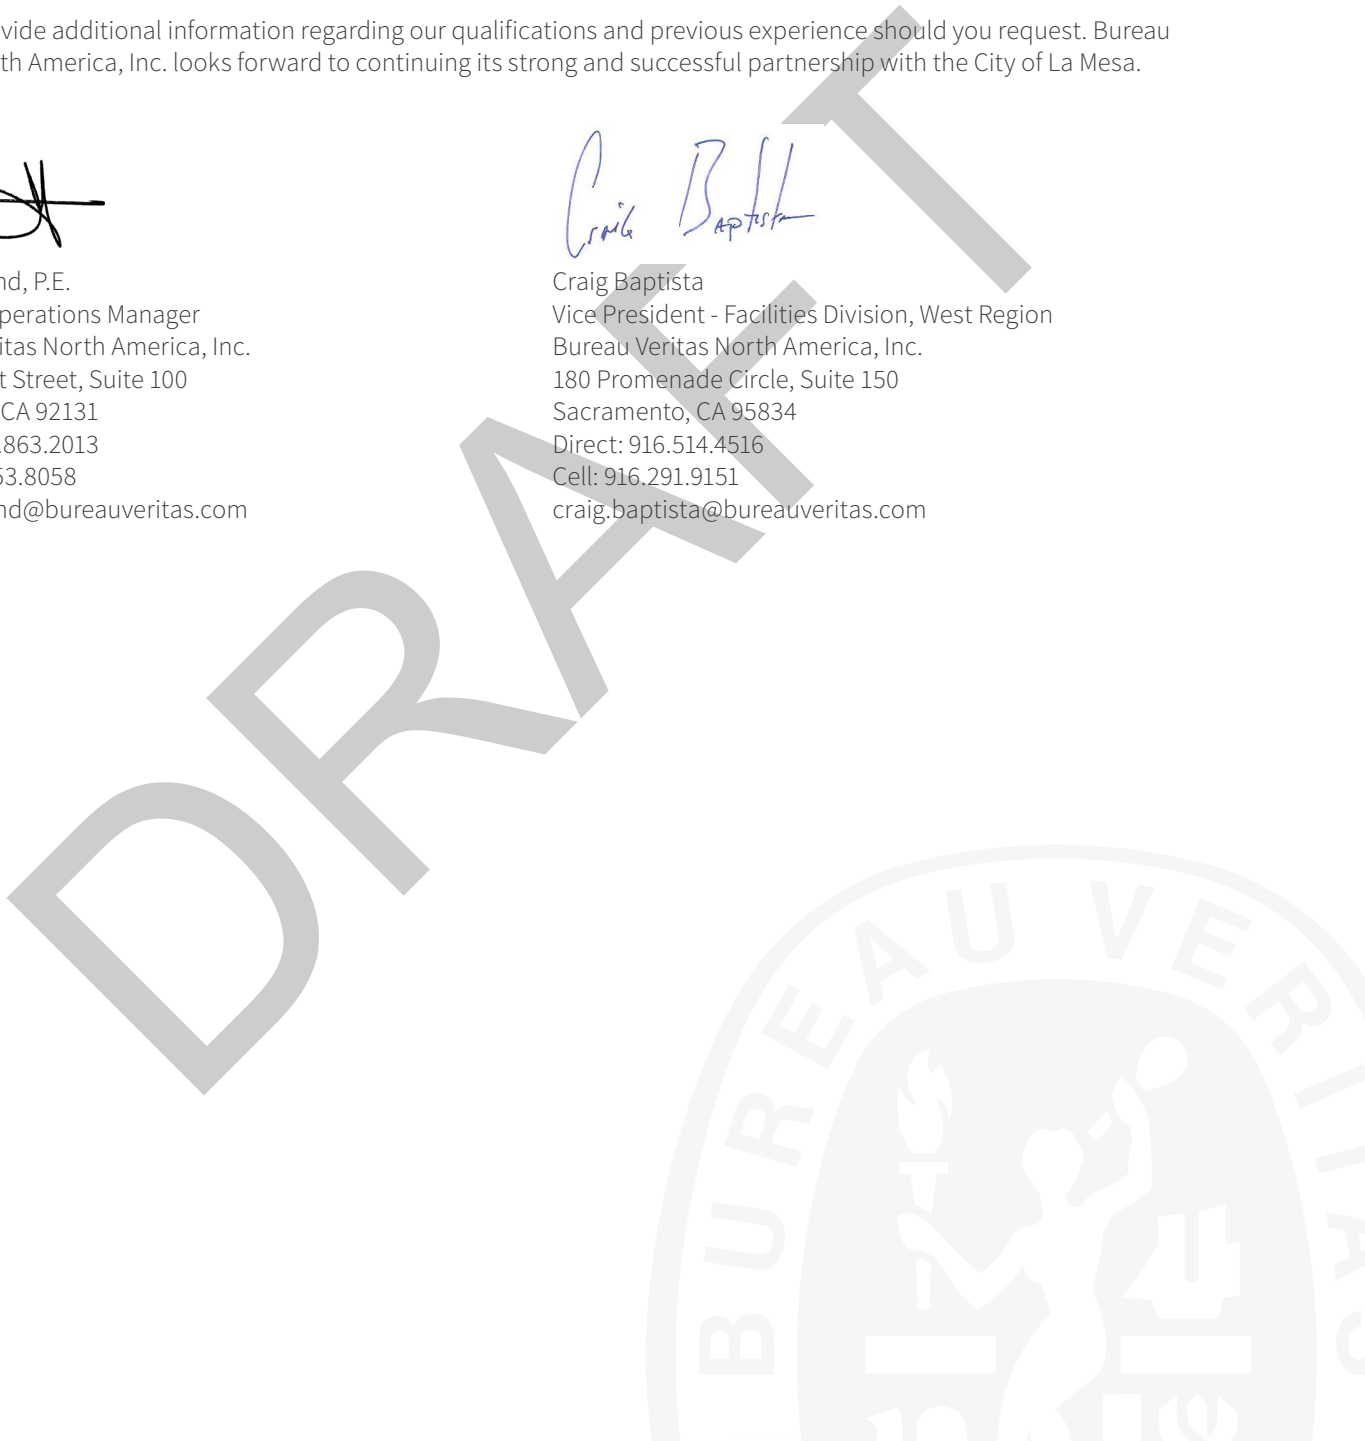 vide additional information regarding our qualifications and previous experience should you request. Bureau
th America, Inc. looks forward to continuing its strong and successful partnership with the City of La Mesa.
Craig Baptista
nd, P.E.
perations Manager
itas North America, Inc.
t Street, Suite 100
CA 92131
.863.2013
53.8058
nd@bureauveritas.com
Craig Baptista
Vice President - Facilities Division, West Region
Bureau Veritas North America, Inc.
180 Promenade Circle, Suite 150
Sacramento, CA 95834
Direct: 916.514.4516
Cell: 916.291.9151
craig.baptista@bureauveritas.com
DRAFT
BUREAU VERITAS